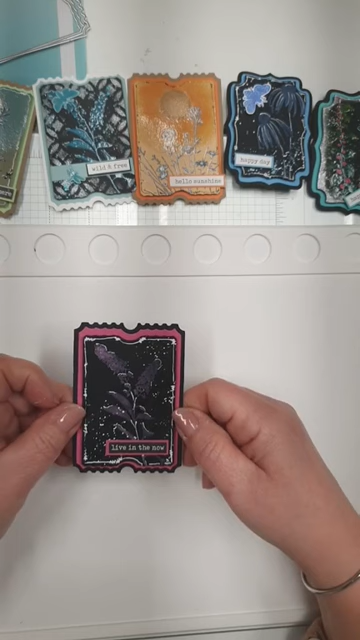 wild & free
hello sunshine
happy day
live in the now